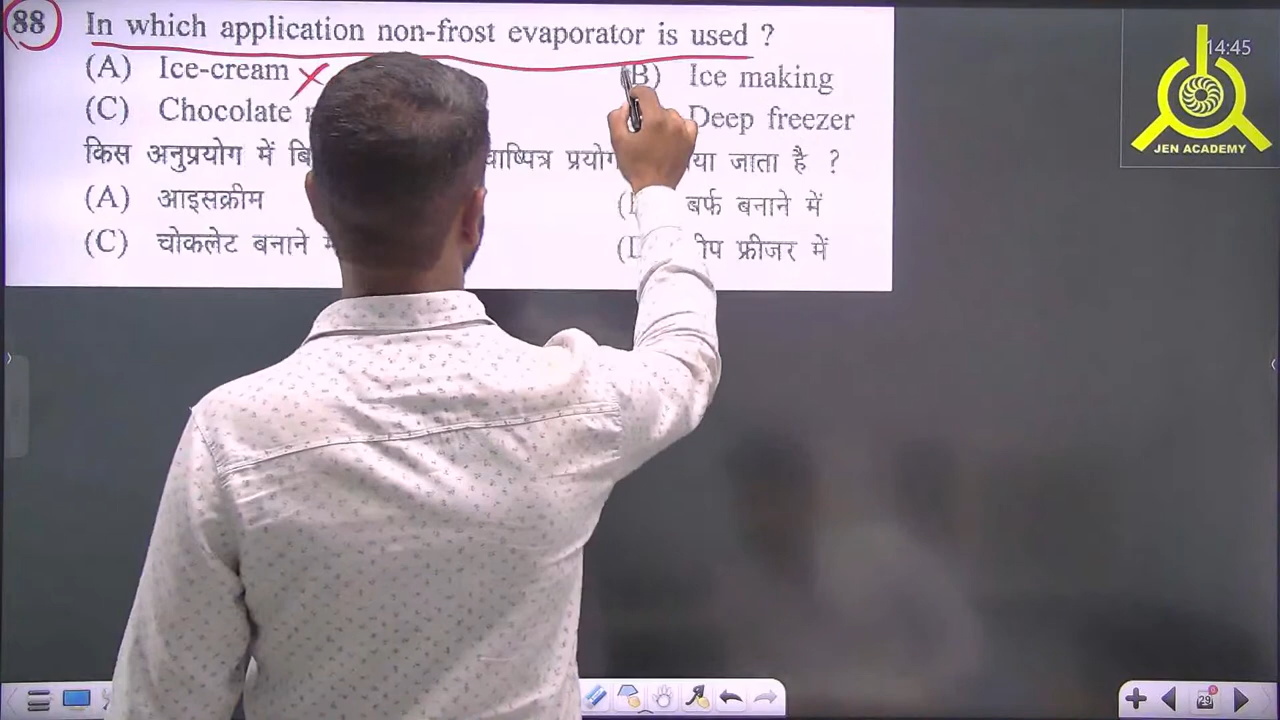 88 In which application non-frost evaporator is used ?
(A) Ice-cream
(B) Ice making
(C) Chocolate
Deep freezer
किस अनुप्रयोग में
वाष्पित्र
जाता है ?
(A) आइसक्रीम
बर्फ बनाने में
(C) चोकलेट बनाने
फ्रीजर में
14:45
JEN ACADEMY
29